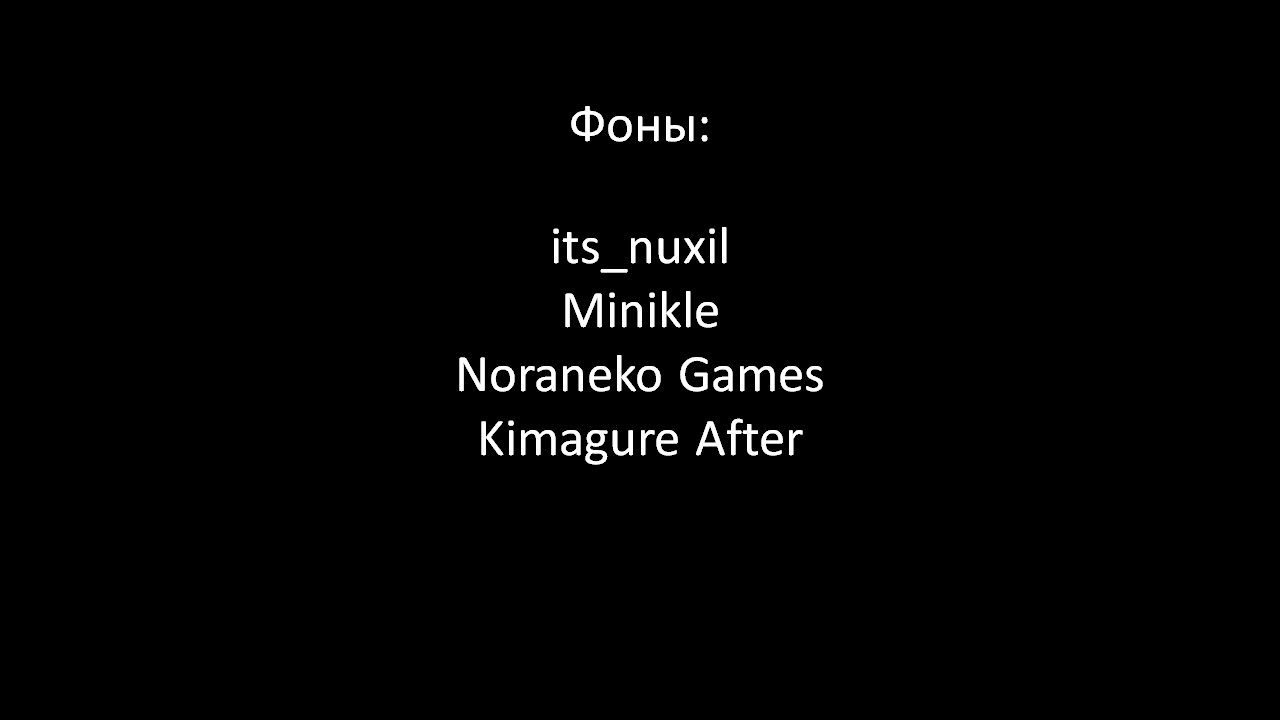 Фоны:
its_nuxil
Minikle
Noraneko Games
Kimagure After